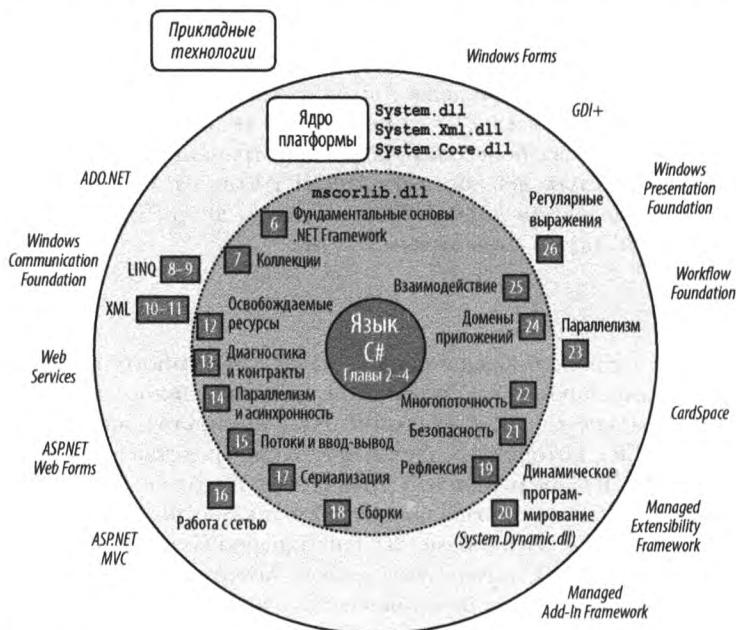 Прикладные
технологии
Windows Forms
Ядро
платформы
System.dll
System.Xml.dll
System.Core.dll
GDI+
ADO.NET
mscorlib.dll
Регулярные
выражения
26
Windows
Presentation
Foundation
6
Фундаментальные основы
.NET Framework
Windows
Communication
Foundation
7 Коллекции
LINQ 8–9
Взаимодействие 25
Workflow
Foundation
XML 10–11
12
Освобождаемые
ресурсы
Язык
C#
Главы 2–4
Домены
приложений
24
Параллелизм
23
Web
Services
13
Диагностика
и контракты
14
Параллелизм
и асинхронность
Многопоточность 22
CardSpace
ASP.NET
Web Forms
15 Потоки и ввод-вывод
Безопасность 21
17 Сериализация
Рефлексия 19
Динамическое
програм-
мирование
20
(System.Dynamic.dll)
16
Работа с сетью
18 Сборки
Managed
Extensibility
Framework
ASP.NET
MVC
Managed
Add-In Framework